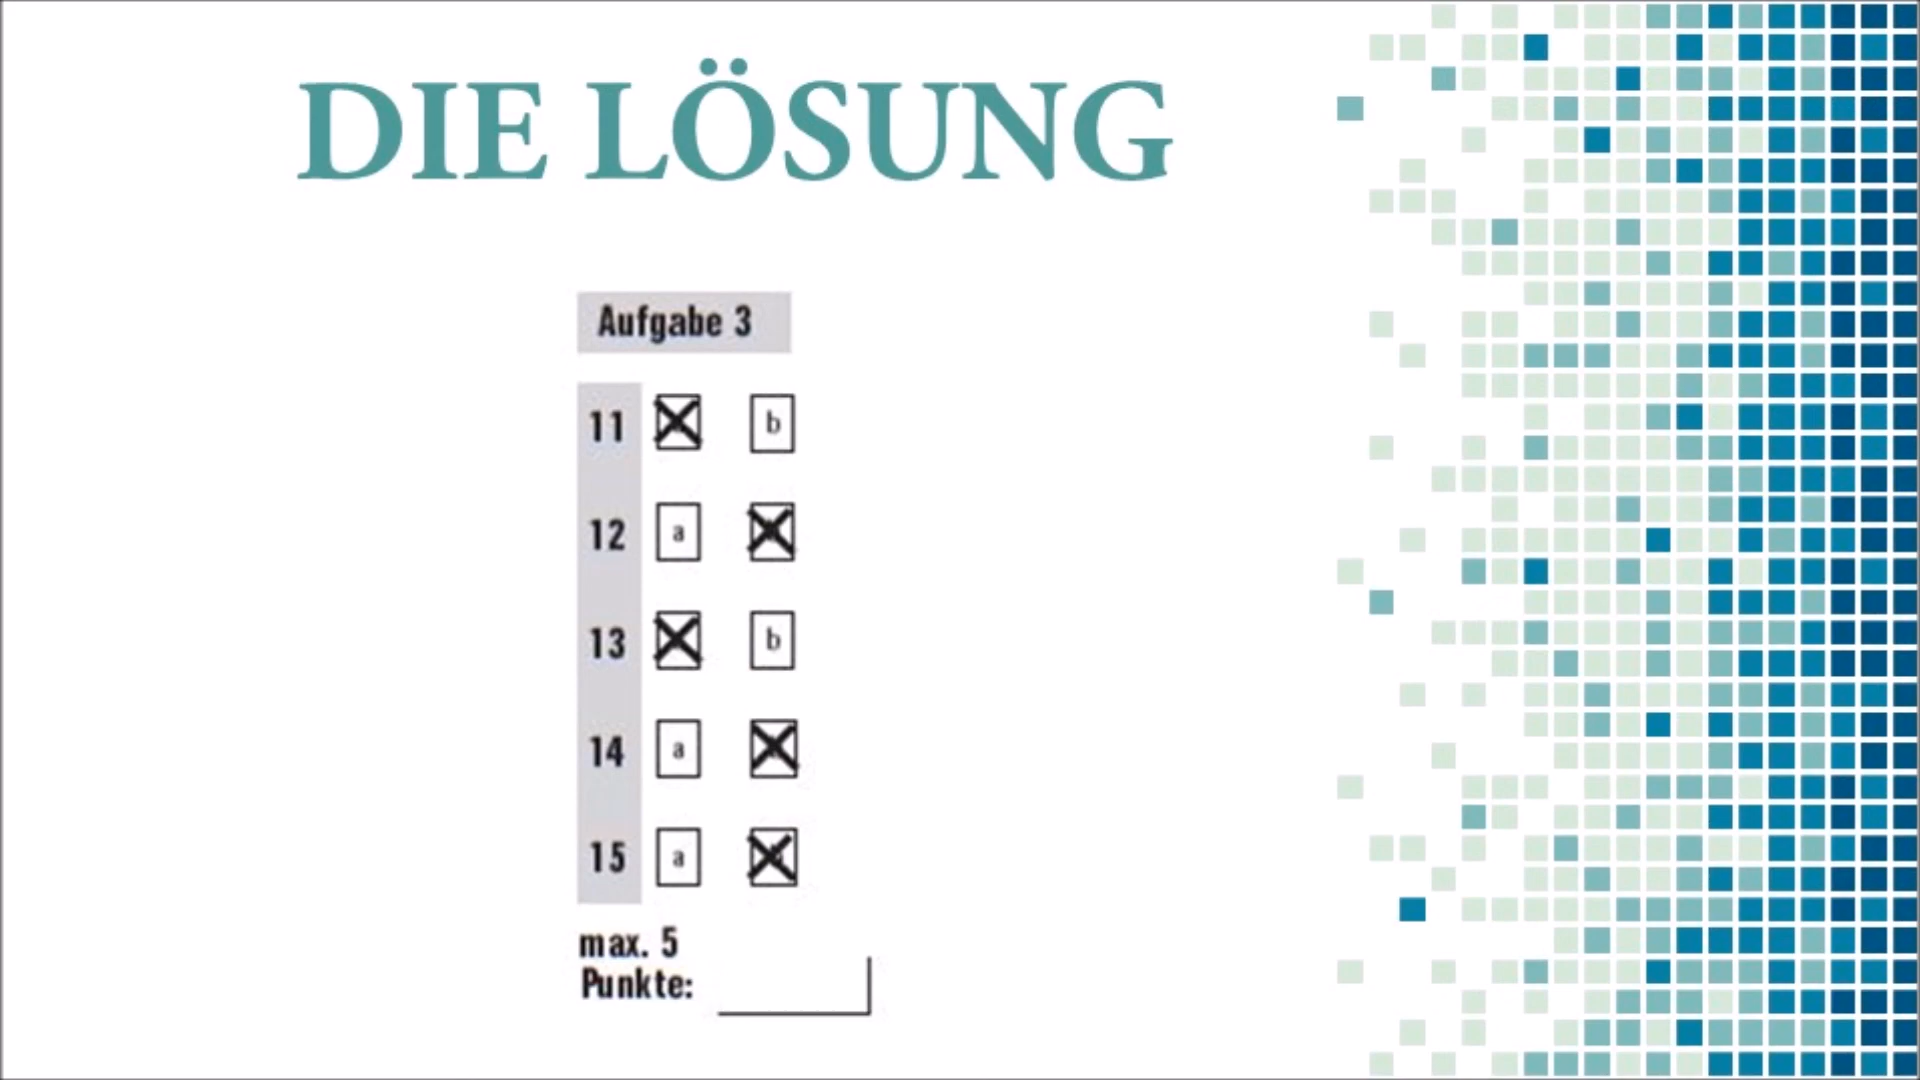 DIE LÖSUNG
Aufgabe 3
11 b
12 a
13 b
14 a
15 a
max. 5
Punkte: